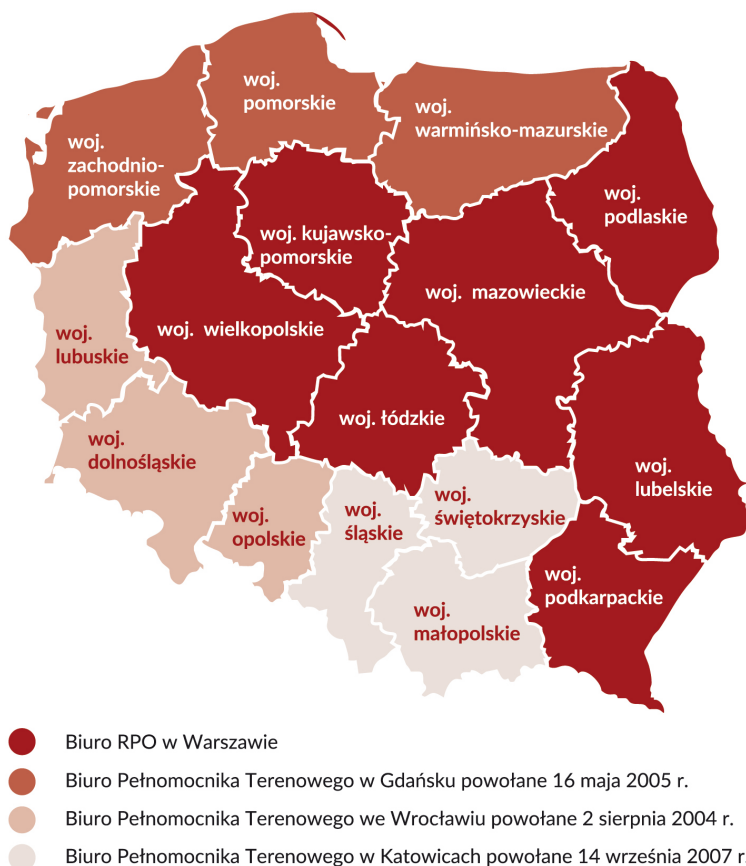 woj.
pomorskie
woj.
warmińsko-mazurskie
woj.
zachodnio-
pomorskie
woj.
podlaskie
woj. kujawsko-
pomorskie
woj. mazowieckie
woj. wielkopolskie
woj.
lubuskie
woj. łódzkie
woj.
dolnośląskie
woj.
lubelskie
woj.
opolskie
woj.
śląskie
woj.
świętokrzyskie
woj.
podkarpackie
woj.
małopolskie
Biuro RPO w Warszawie
Biuro Pełnomocnika Terenowego w Gdańsku powołane 16 maja 2005 r.
Biuro Pełnomocnika Terenowego we Wrocławiu powołane 2 sierpnia 2004 r.
Biuro Pełnomocnika Terenowego w Katowicach powołane 14 września 2007 r.